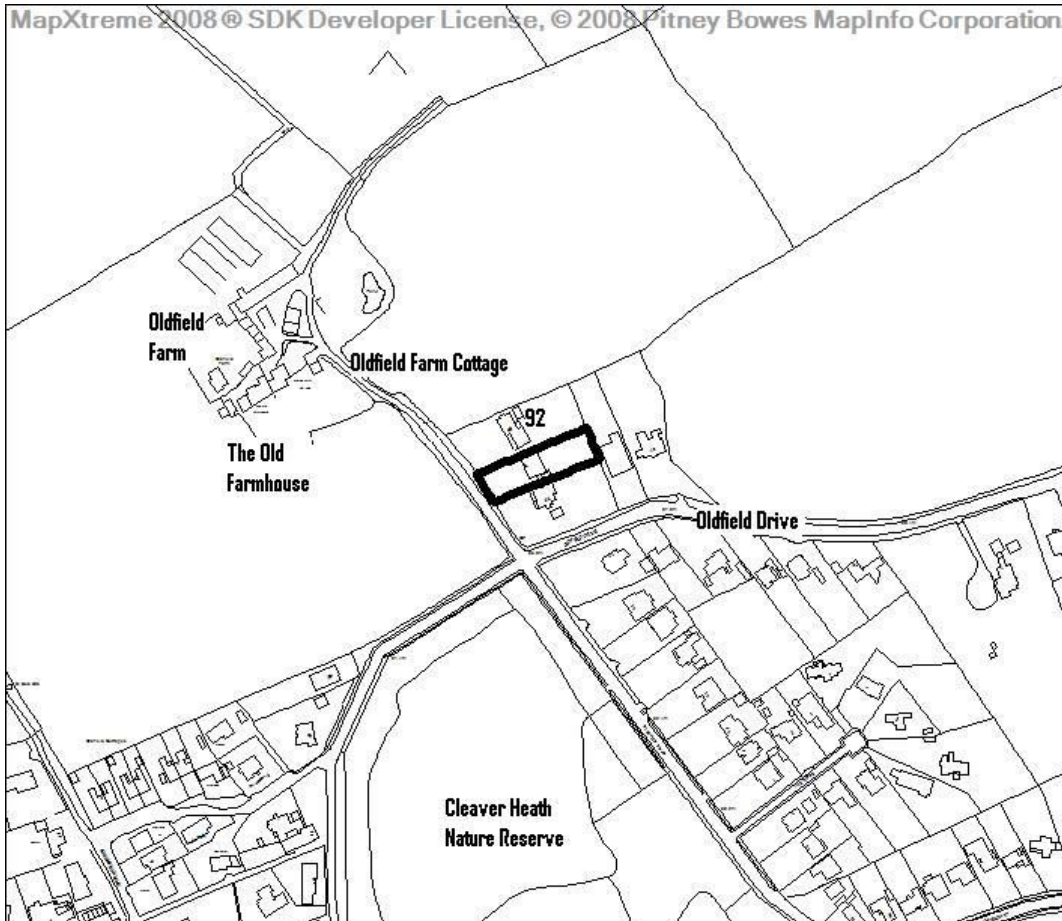 MapXtreme 2008 ® SDK Developer License, © 2008 Pitney Bowes MapInfo Corporation
Oldfield
Farm
Oldfield Farm Cottage
92
The Old
Farmhouse
Oldfield Drive
Cleaver Heath
Nature Reserve